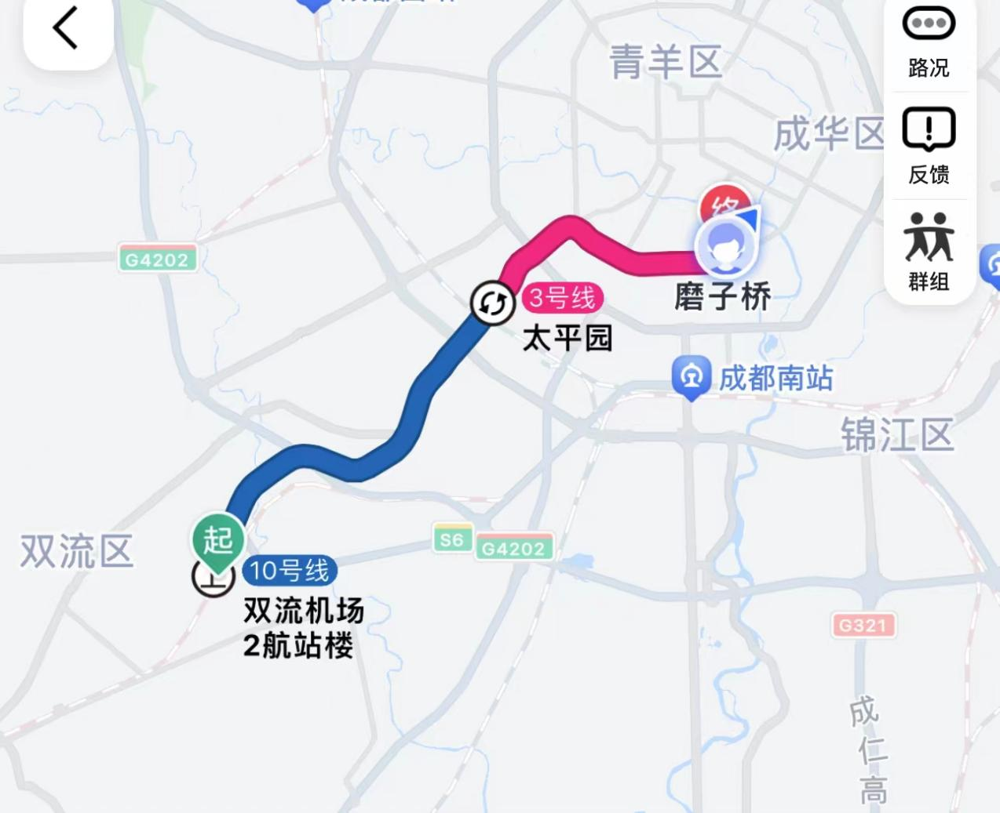 青羊区
路况
成华区
反馈
终
G4202
群组
3号线
磨子桥
太平园
成都南站
锦江区
起
双流区
S6
G4202
上
10号线
双流机场
2航站楼
G321
成
仁
高